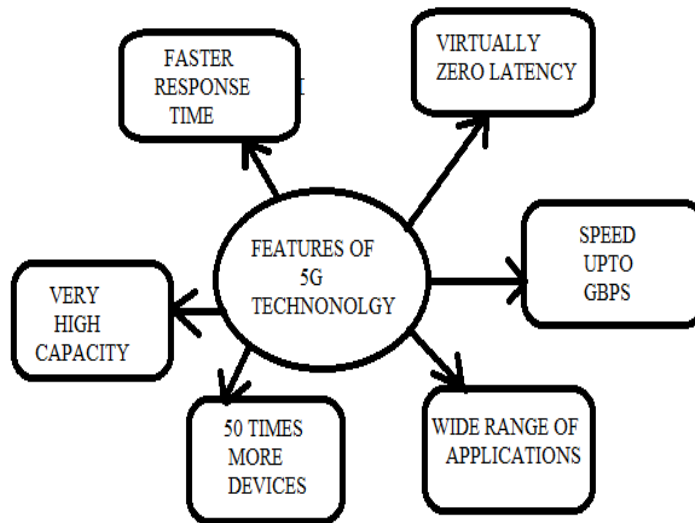 FASTER
RESPONSE
TIME
VIRTUALLY
ZERO LATENCY
FEATURES OF
5G
TECHNONOLGY
SPEED
UPTO
GBPS
VERY
HIGH
CAPACITY
50 TIMES
MORE
DEVICES
WIDE RANGE OF
APPLICATIONS